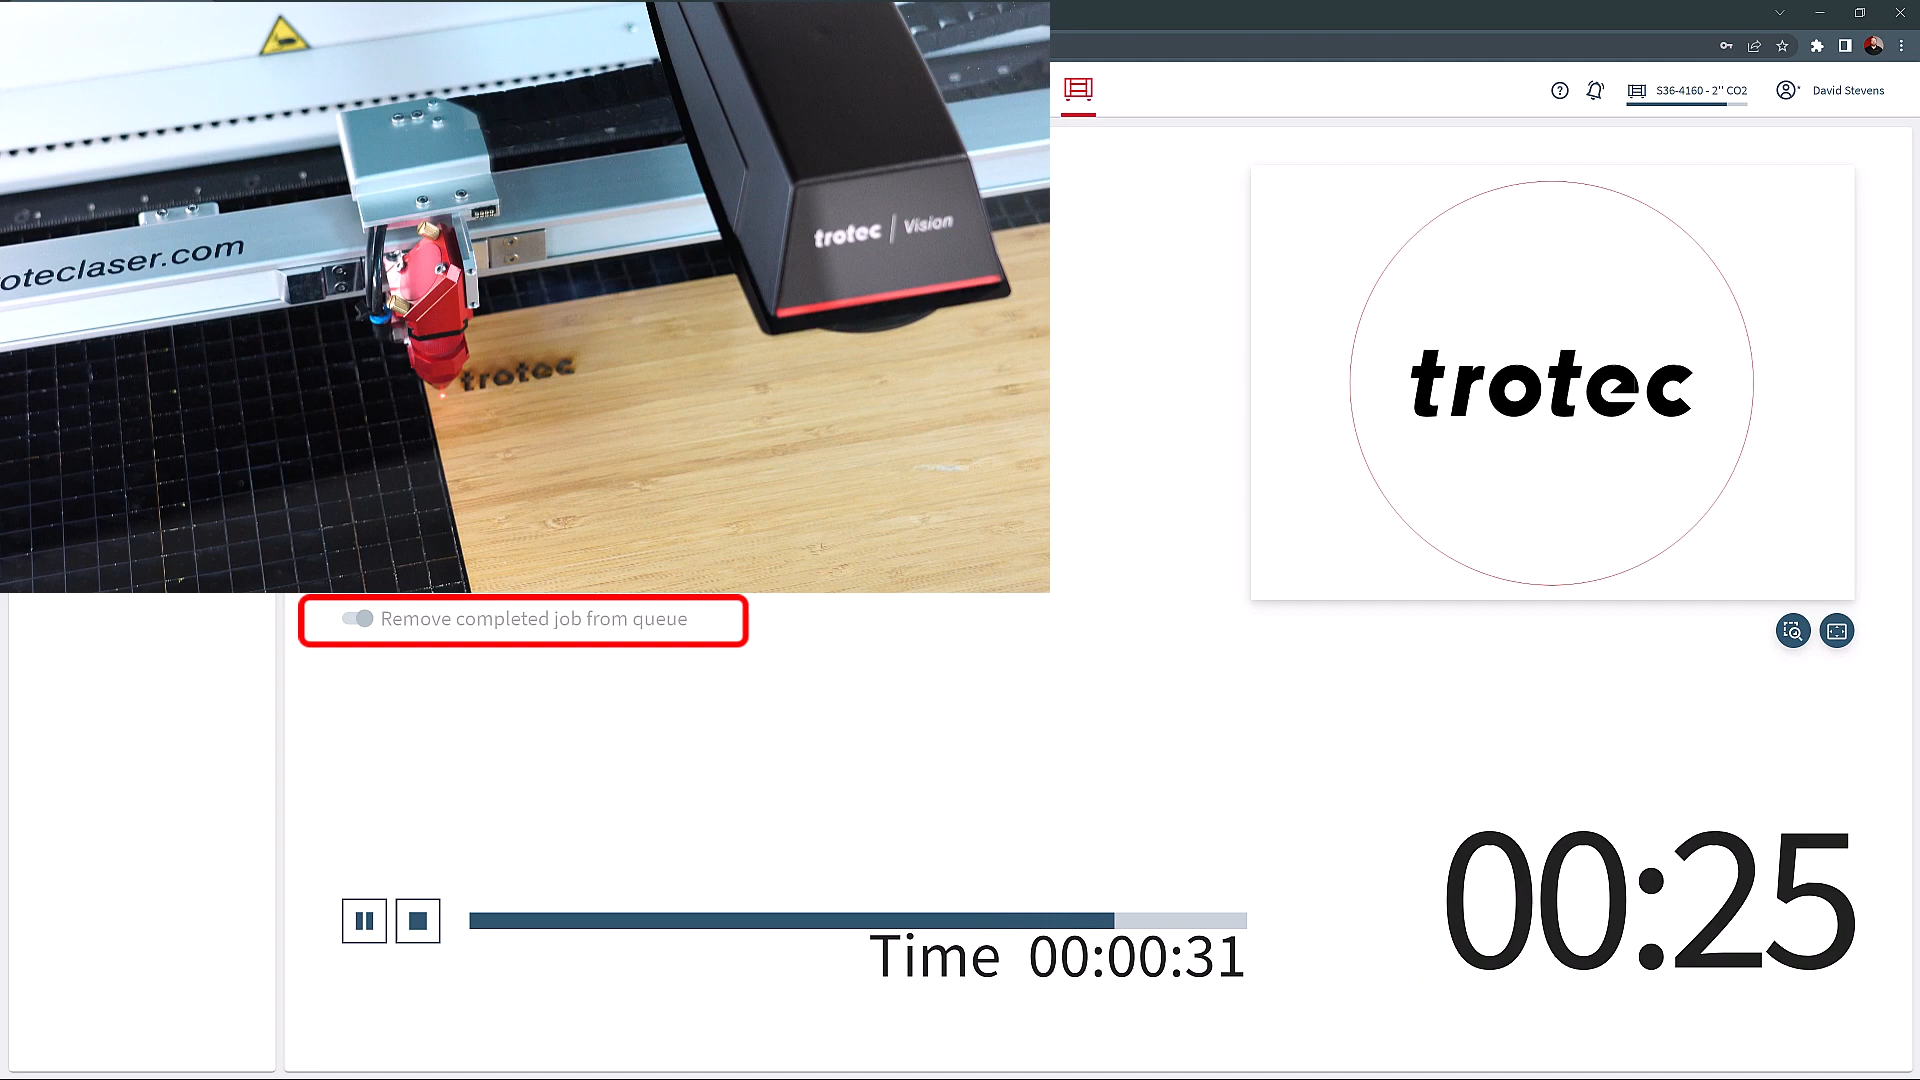 oteclaser.com
trotec | Vision
trotec
S36-4160 - 2'' CO2
David Stevens
trotec
Remove completed job from queue
Time 00:00:31
00:25